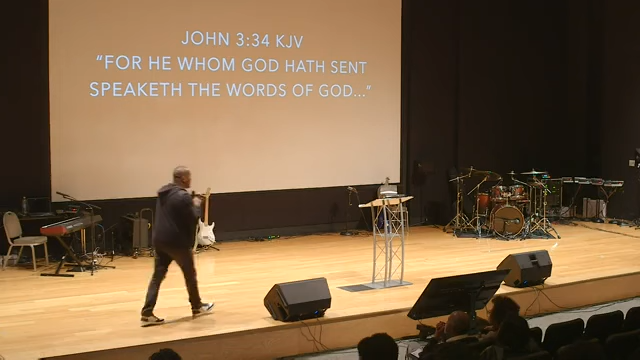 JOHN 3:34 KJV
"FOR HE WHOM GOD HATH SENT
SPEAKETH THE WORDS OF GOD..."